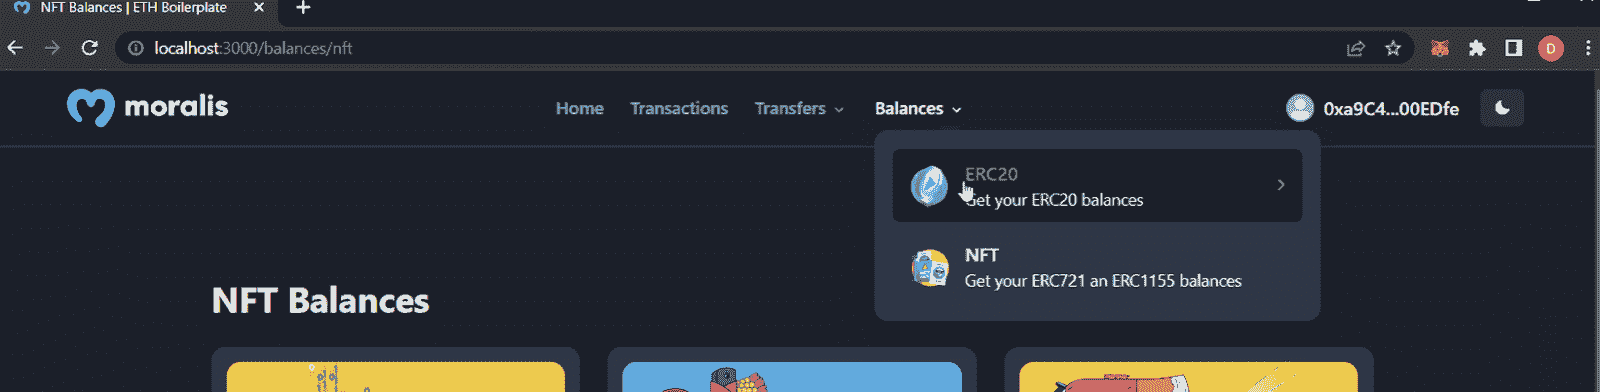 NFT Balances | ETH Boilerplate
localhost:3000/balances/nft
D
moralis
Home Transactions Transfers Balances
0xa9C4...00EDfe
ERC20
Get your ERC20 balances
NFT
Get your ERC721 an ERC1155 balances
NFT Balances